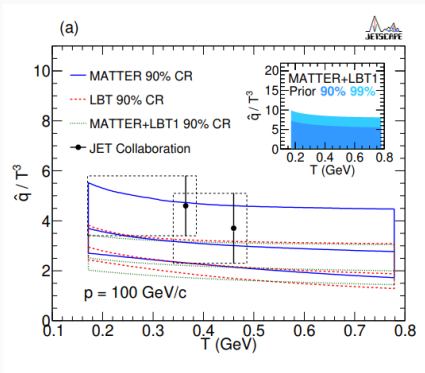 (a)
JETSCAPE
MATTER 90% CR
LBT 90% CR
MATTER+LBT1 90% CR
JET Collaboration
MATTER+LBT1
Prior 90% 99%
q̂ / T³
20
15
10
5
0
0.2 0.4 0.6 0.8
T (GeV)
q̂ / T³
10
8
6
4
2
0
p = 100 GeV/c
0.1 0.2 0.3 0.4 0.5 0.6 0.7 0.8
T (GeV)